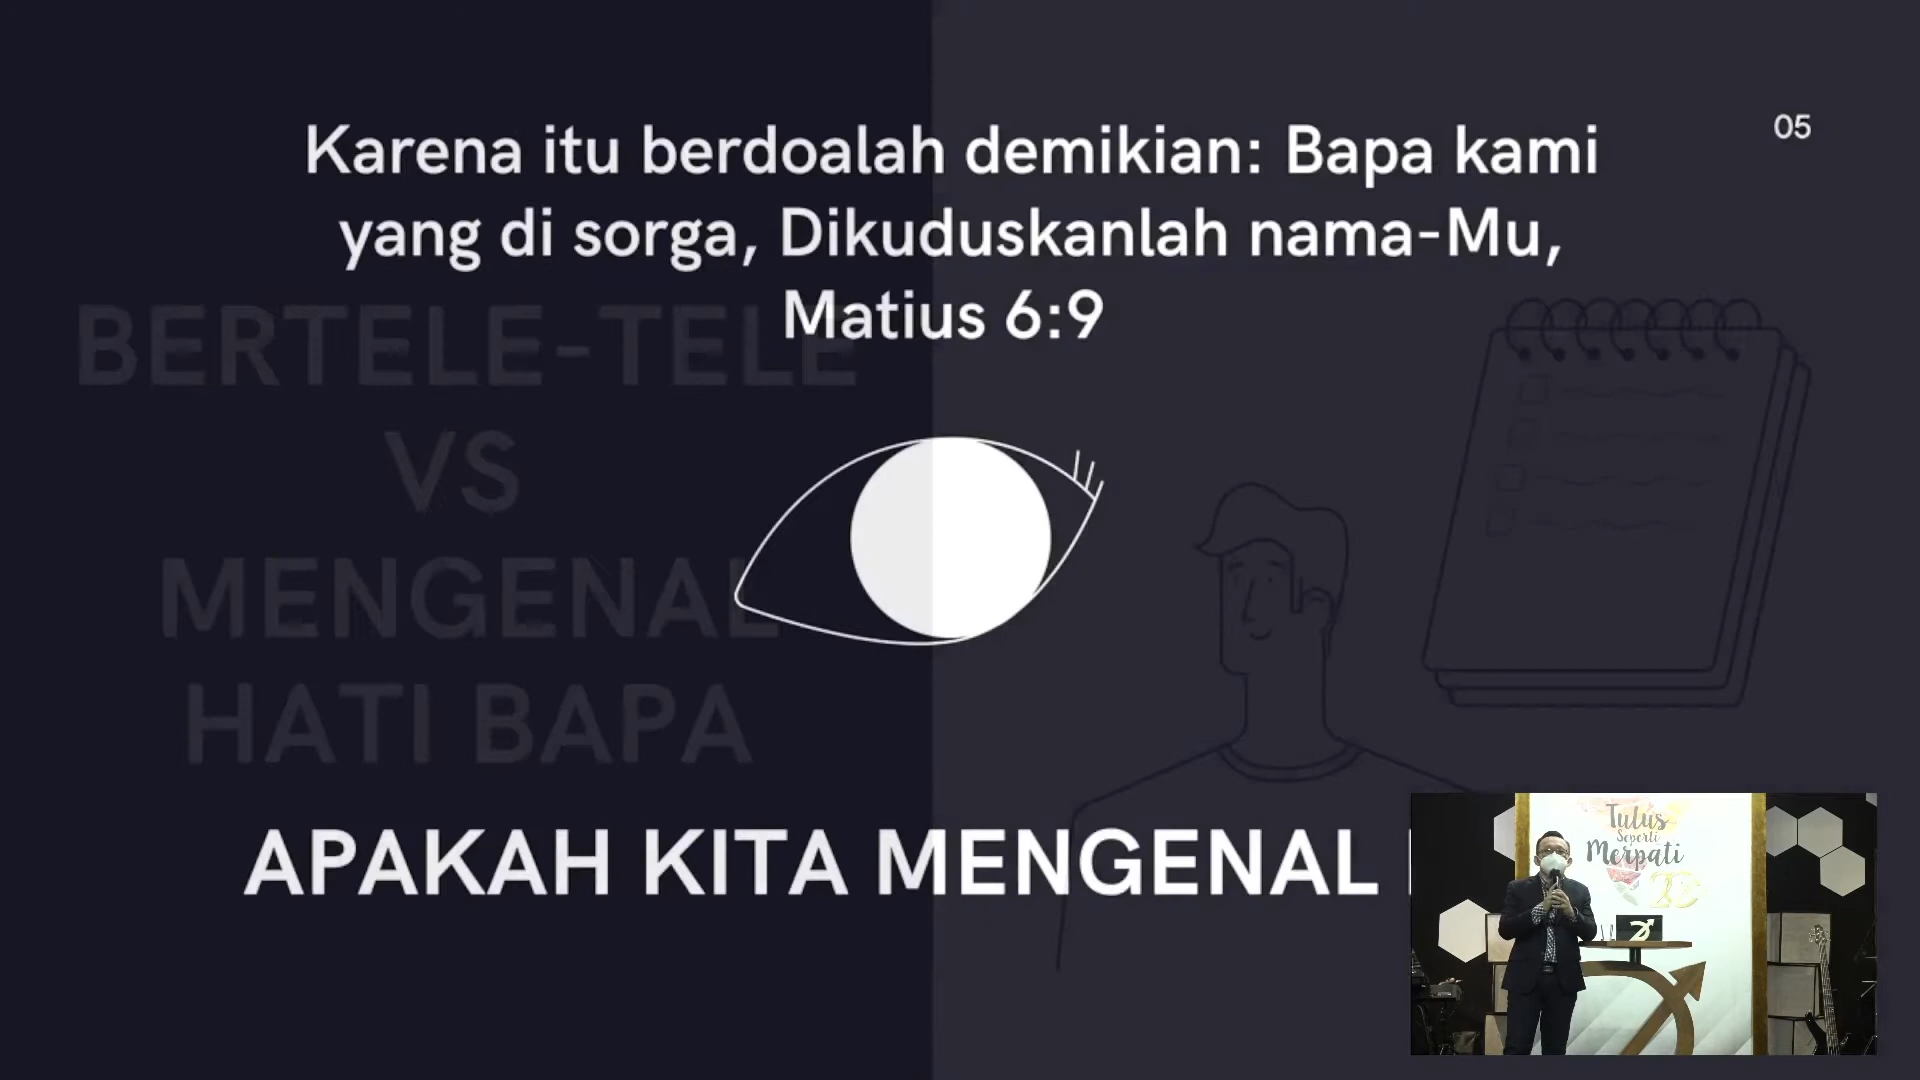 05
Karena itu berdoalah demikian: Bapa kami
yang di sorga, Dikuduskanlah nama-Mu,
Matius 6:9
BERTELE-TELE
VS
MENGENAL
HATI BAPA
APAKAH KITA MENGENAL
Tulus
Seperti
Merpati